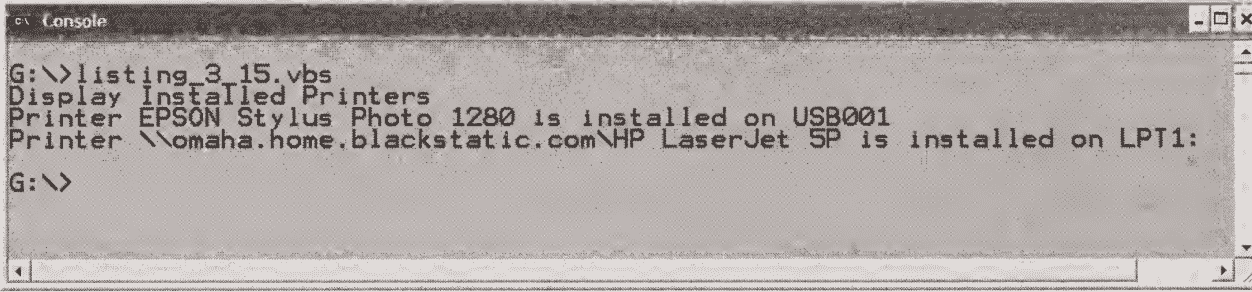 Console
G:\>listing_3_15.vbs
Display Installed Printers
Printer EPSON Stylus Photo 1280 is installed on USB001
Printer \\omaha.home.blackstatic.com\HP LaserJet 5P is installed on LPT1:
G:\>